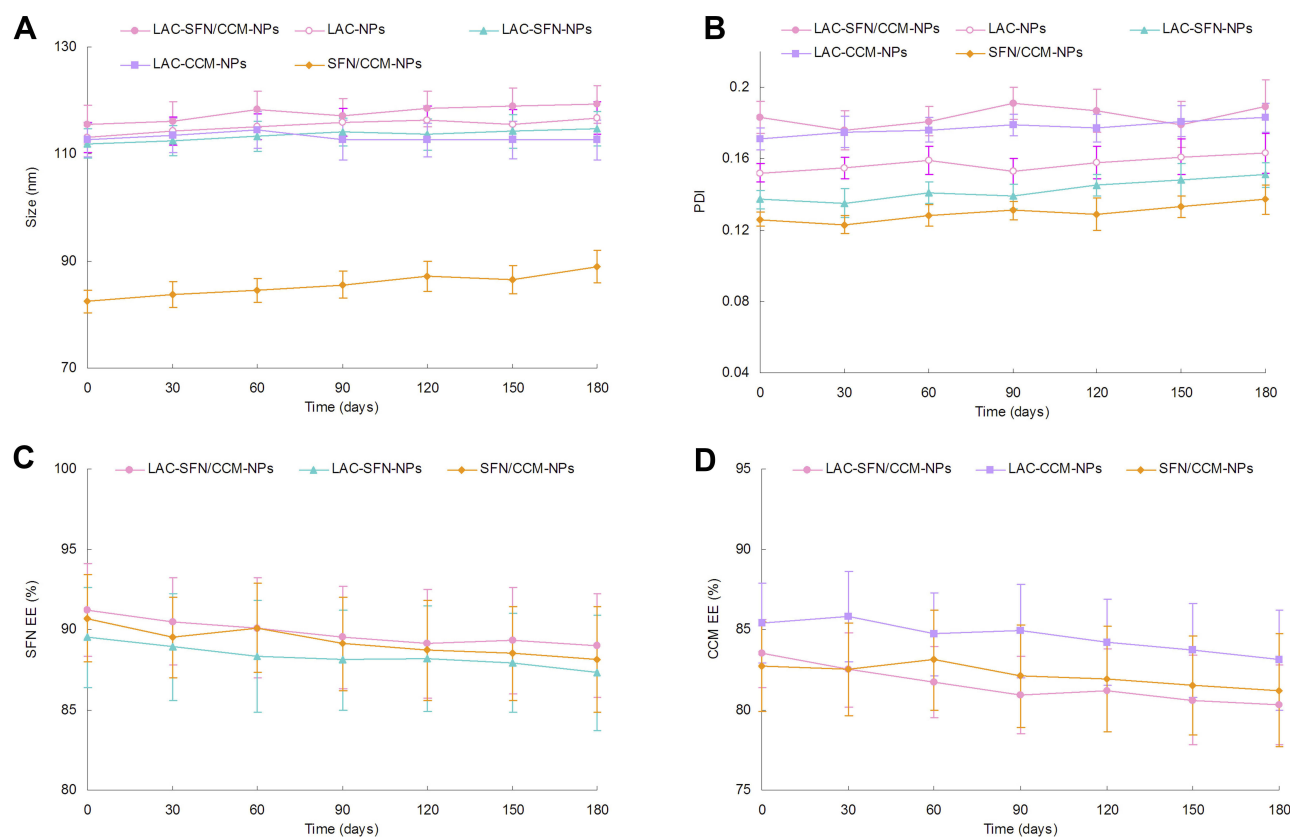 A
LAC-SFN/CCM-NPs LAC-NPs LAC-SFN-NPs
LAC-CCM-NPs SFN/CCM-NPs
130
110
90
70
Size (nm)
0 30 60 90 120 150 180
Time (days)
B
LAC-SFN/CCM-NPs LAC-NPs LAC-SFN-NPs
LAC-CCM-NPs SFN/CCM-NPs
0.2
0.16
0.12
0.08
0.04
PDI
0 30 60 90 120 150 180
Time (days)
C
LAC-SFN/CCM-NPs LAC-SFN-NPs SFN/CCM-NPs
100
95
90
85
80
SFN EE (%)
0 30 60 90 120 150 180
Time (days)
D
LAC-SFN/CCM-NPs LAC-CCM-NPs SFN/CCM-NPs
95
90
85
80
75
CCM EE (%)
0 30 60 90 120 150 180
Time (days)